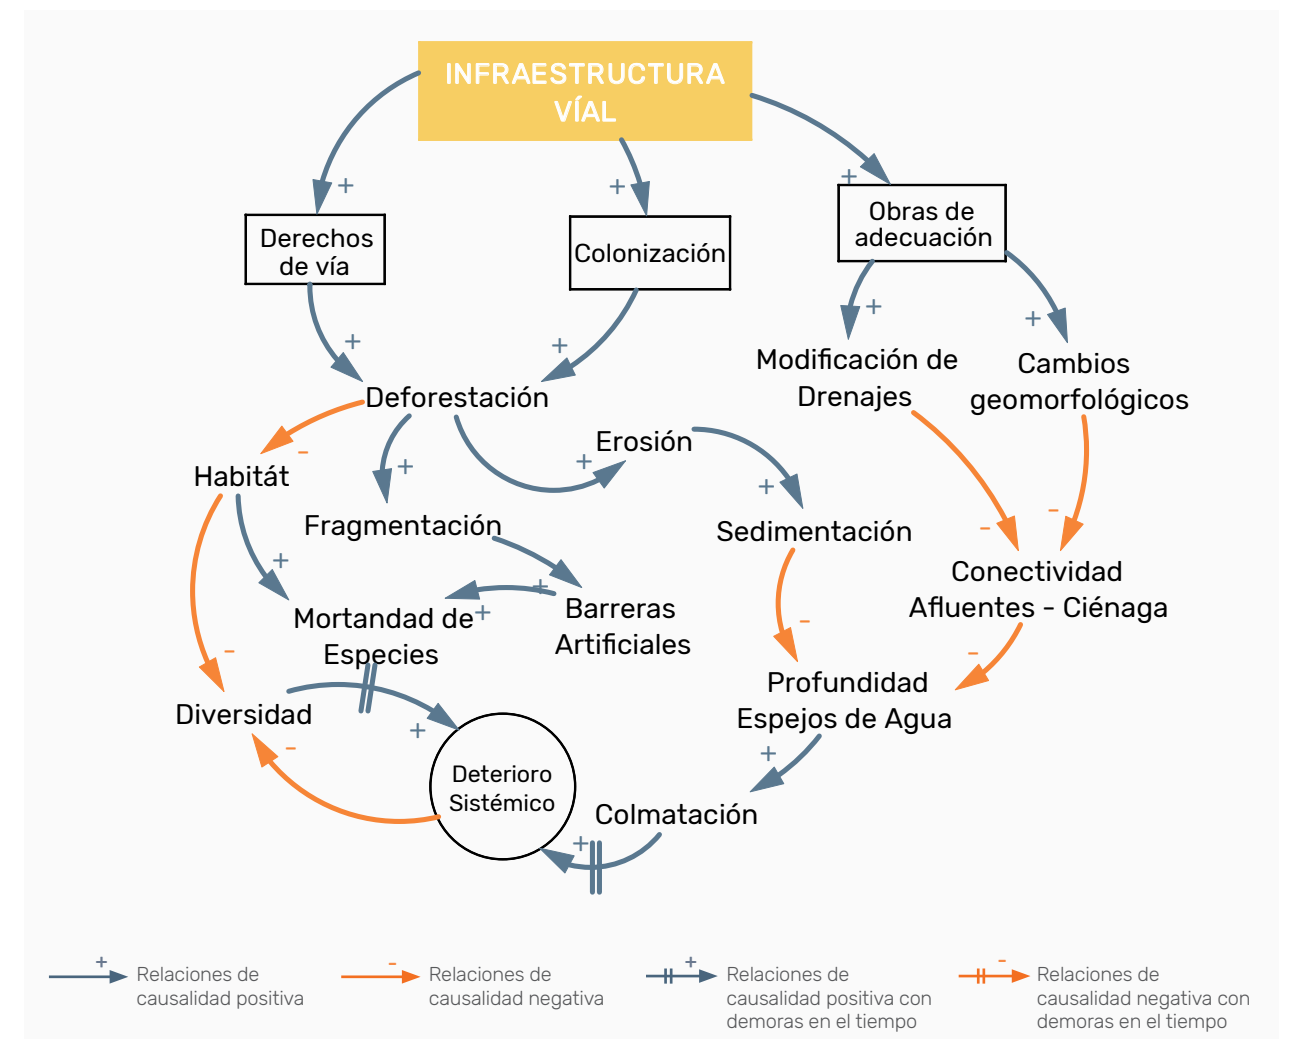 INFRAESTRUCTURA
VÍAL
+
+
+
Derechos
de vía
Colonización
Obras de
adecuación
+
+
+
+
Modificación de
Drenajes
Cambios
geomorfológicos
Deforestación
-
+
+
Erosión
+
Habitát
Fragmentación
Sedimentación
-
-
+
+
+
Conectividad
Afluentes - Ciénaga
Mortandad de
Especies
Barreras
Artificiales
-
-
-
Profundidad
Espejos de Agua
Diversidad
+
-
+
Deterioro
Sistémico
Colmatación
+
+
Relaciones de
causalidad positiva
-
Relaciones de
causalidad negativa
+
Relaciones de
causalidad positiva con
demoras en el tiempo
-
Relaciones de
causalidad negativa con
demoras en el tiempo